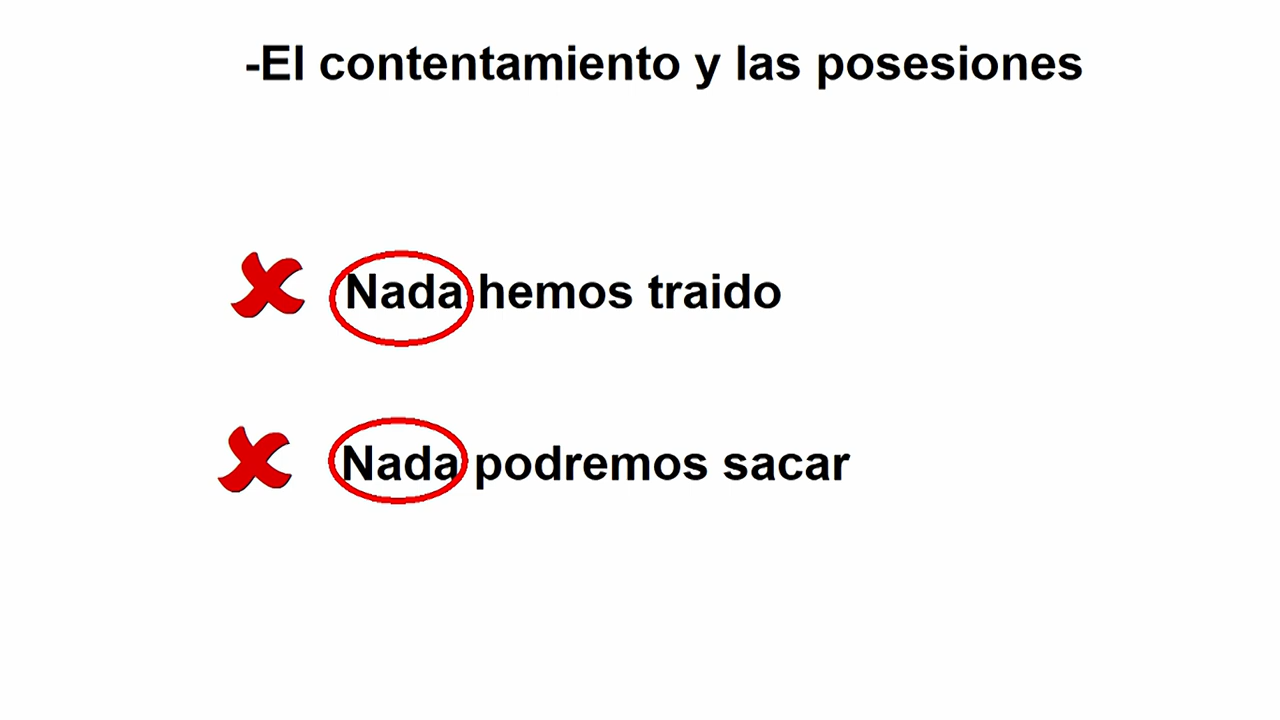 -El contentamiento y las posesiones
Nada hemos traido
Nada podremos sacar